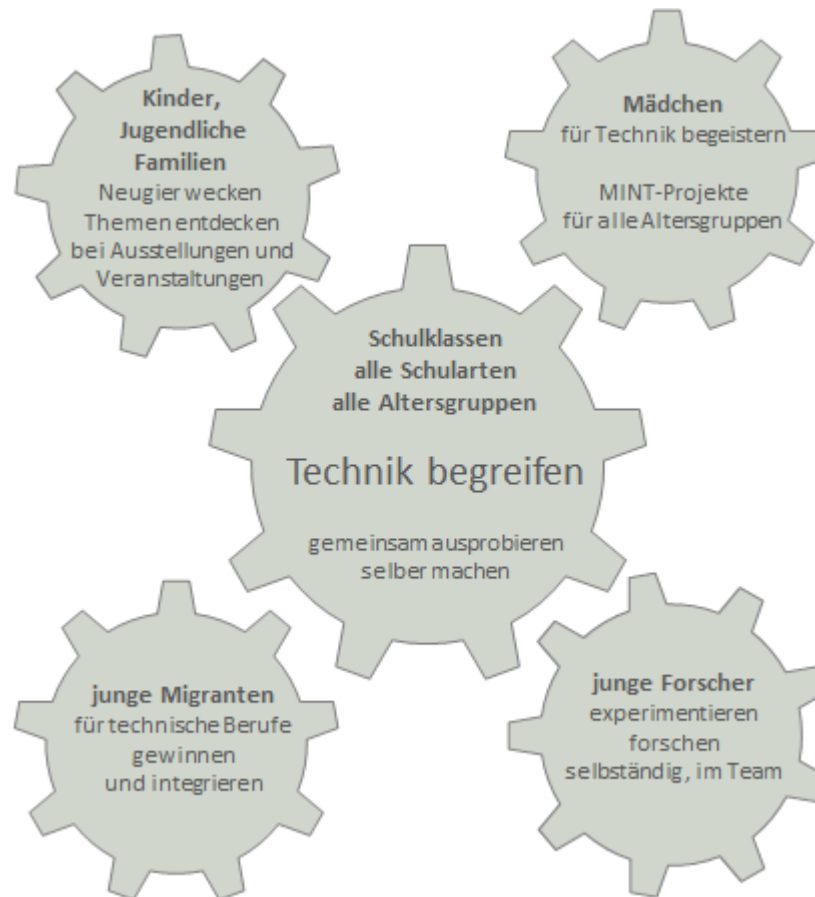 Kinder,
Jugendliche
Familien
Neugier wecken
Themen entdecken
bei Ausstellungen und
Veranstaltungen
Mädchen
für Technik begeistern
MINT-Projekte
für alle Altersgruppen
Schulklassen
alle Schularten
alle Altersgruppen
Technik begreifen
gemeinsam ausprobieren
selber machen
junge Migranten
für technische Berufe
gewinnen
und integrieren
junge Forscher
experimentieren
forschen
selbständig, im Team